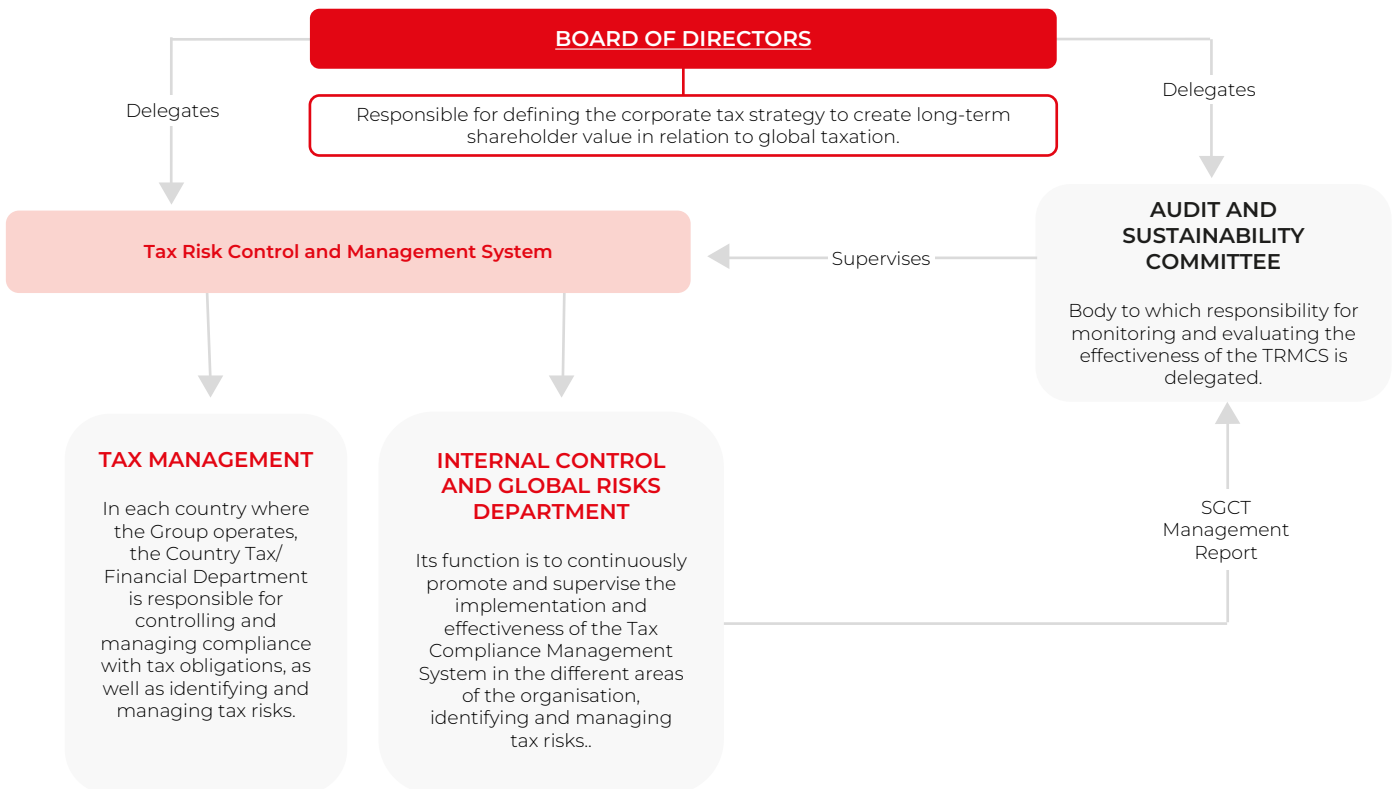 BOARD OF DIRECTORS
Responsible for defining the corporate tax strategy to create long-term
shareholder value in relation to global taxation.
Delegates
Delegates
Tax Risk Control and Management System
Supervises
AUDIT AND
SUSTAINABILITY
COMMITTEE
Body to which responsibility for
monitoring and evaluating the
effectiveness of the TRMCS is
delegated.
TAX MANAGEMENT
In each country where
the Group operates,
the Country Tax/
Financial Department
is responsible for
controlling and
managing compliance
with tax obligations, as
well as identifying and
managing tax risks.
INTERNAL CONTROL
AND GLOBAL RISKS
DEPARTMENT
Its function is to continuously
promote and supervise the
implementation and
effectiveness of the Tax
Compliance Management
System in the different areas
of the organisation,
identifying and managing
tax risks..
SGCT
Management
Report